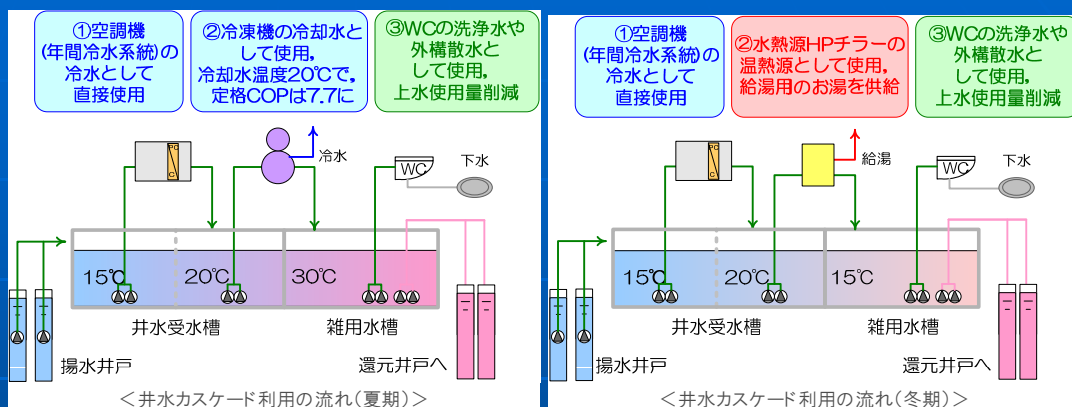 ①空調機
(年間冷水系統)の
冷水として
直接使用
②冷凍機の冷却水と
して使用,
冷却水温度20℃で,
定格COPは7.7に
③WCの洗浄水や
外構散水と
して使用,
上水使用量削減
PC
C
冷水
WC
下水
15℃
20℃
30℃
井水受水槽
雑用水槽
揚水井戸
還元井戸へ
＜井水カスケード利用の流れ(夏期)＞
①空調機
(年間冷水系統)の
冷水として
直接使用
②水熱源HPチラーの
温熱源として使用,
給湯用のお湯を供給
③WCの洗浄水や
外構散水と
して使用,
上水使用量削減
PC
C
給湯
WC
下水
15℃
20℃
15℃
井水受水槽
雑用水槽
揚水井戸
還元井戸へ
＜井水カスケード利用の流れ(冬期)＞